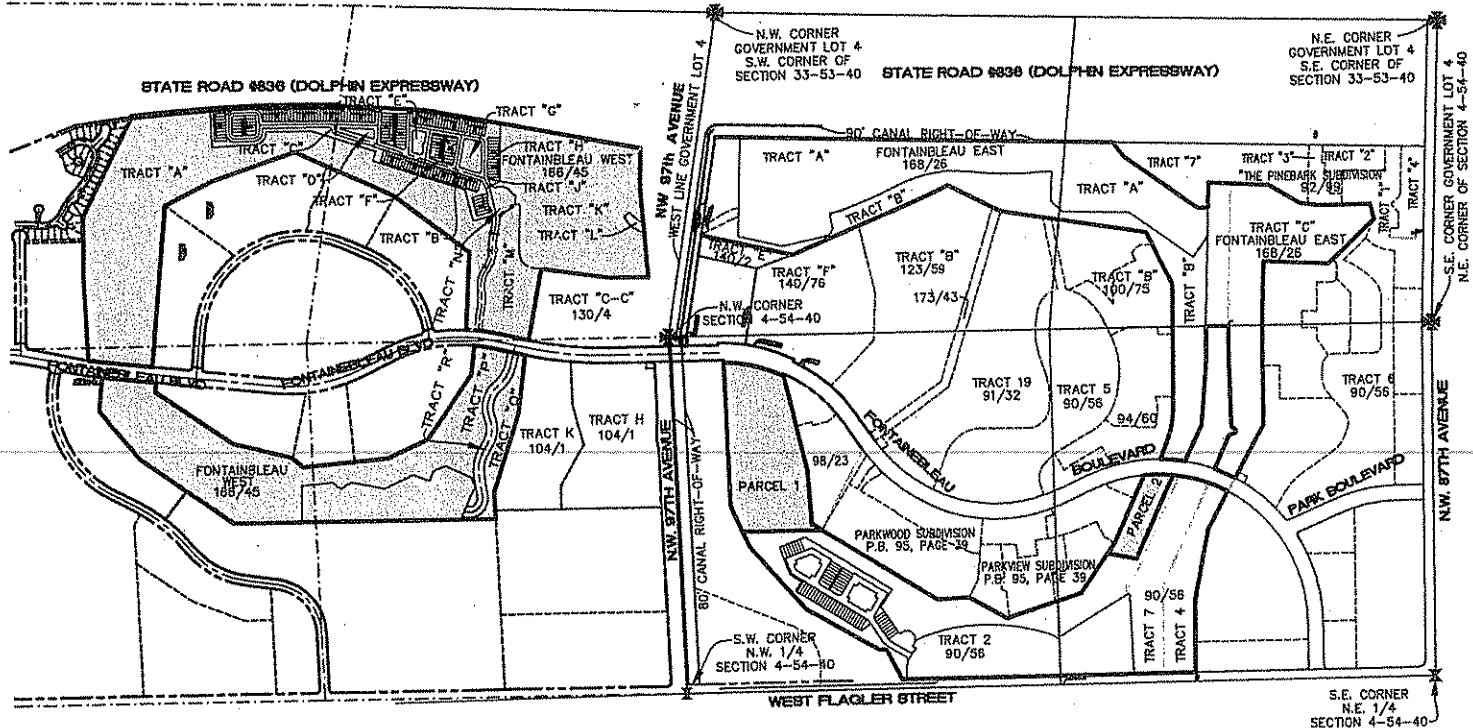 N.W. CORNER
GOVERNMENT LOT 4
S.W. CORNER OF
SECTION 33-53-40
N.E. CORNER
GOVERNMENT LOT 4
S.E. CORNER OF
SECTION 33-53-40
STATE ROAD #836 (DOLPHIN EXPRESSWAY)
STATE ROAD #836 (DOLPHIN EXPRESSWAY)
TRACT "E"
TRACT "G"
TRACT "H"
FONTAINBLEAU WEST
168/45
TRACT "C"
TRACT "A"
TRACT "D"
TRACT "F"
TRACT "B"
TRACT "J"
TRACT "K"
TRACT "L"
TRACT "N"
TRACT "M"
TRACT "C-C"
130/4
NW 97th AVENUE
WEST LINE GOVERNMENT LOT 4
90' CANAL RIGHT-OF-WAY
TRACT "A"
FONTAINBLEAU EAST
168/26
TRACT "7"
TRACT "3"
TRACT "2"
"THE PINEBARK SUBDIVISION"
92/99
TRACT "A"
TRACT "4"
TRACT "B"
TRACT "C"
FONTAINBLEAU EAST
168/26
TRACT "E"
140/2
TRACT "F"
140/76
TRACT "B"
123/59
173/43
TRACT "B"
100/75
TRACT "B"
S.E. CORNER GOVERNMENT LOT 4
N.E. CORNER OF SECTION 4-54-40
N.W. CORNER
SECTION 4-54-40
FONTAINEBLEAU BLVD
FONTAINEBLEAU BLVD
TRACT "R"
TRACT "P"
TRACT "Q"
TRACT K
104/1
TRACT H
104/1
FONTAINBLEAU
WEST
168/45
N.W. 97TH AVENUE
80' CANAL RIGHT-OF-WAY
PARCEL 1
98/23
FONTAINEBLEAU
BOULEVARD
TRACT 19
91/32
TRACT 5
90/56
94/60
TRACT 6
90/56
PARK BOULEVARD
N.W. 87TH AVENUE
PARCEL 2
PARKWOOD SUBDIVISION
P.B. 95, PAGE 39
PARKVIEW SUBDIVISION
P.B. 95, PAGE 39
90/56
TRACT 7
TRACT 4
TRACT 2
90/56
S.W. CORNER
N.W. 1/4
SECTION 4-54-40
WEST FLAGLER STREET
S.E. CORNER
N.E. 1/4
SECTION 4-54-40